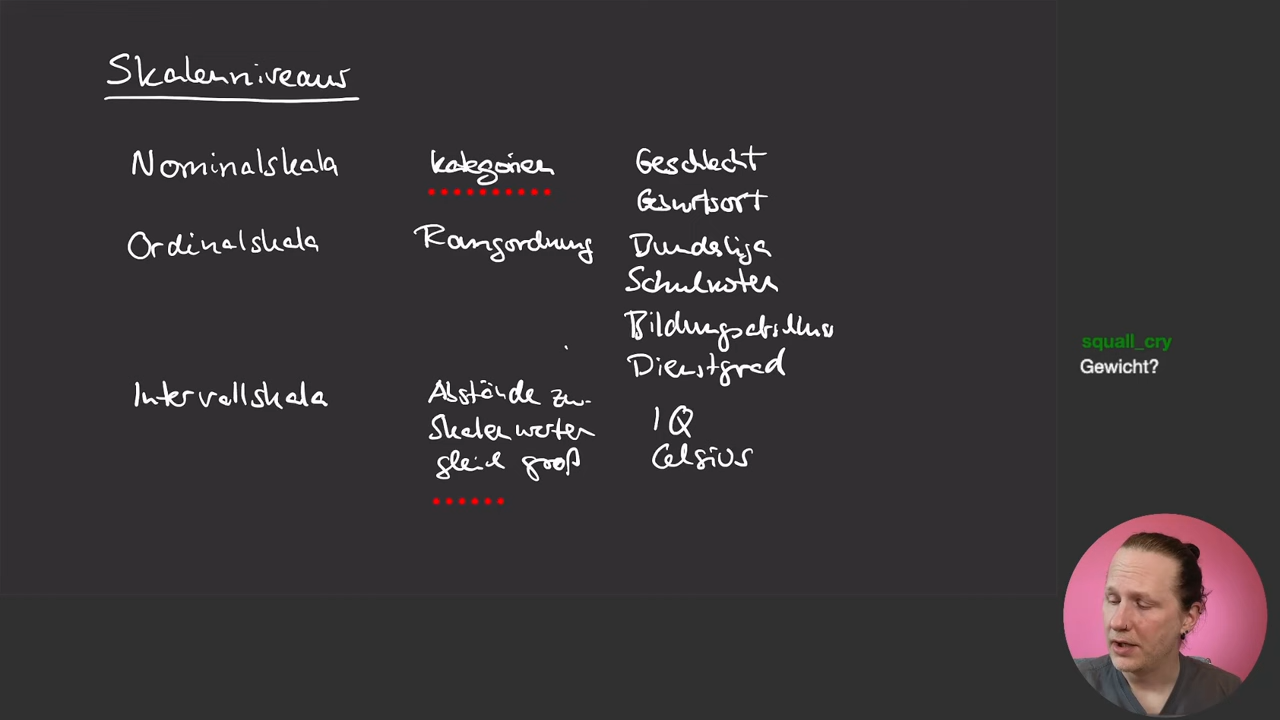 Skalenniveaus
Nominalskala Kategorien Geschlecht
Geburtsort
Ordinalskala Rangordnung Bundesliga
Schulnoten
Bildungsabschluss
Dienstgrad
Intervallskala Abstände zw. IQ
Skalenwerten Celsius
gleich groß
squall_cry
Gewicht?